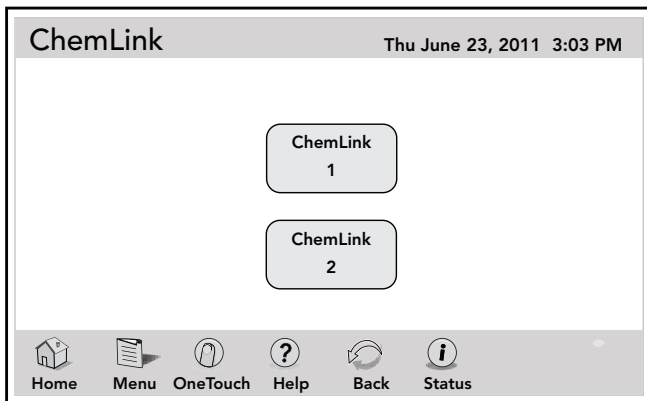 ChemLink Thu June 23, 2011 3:03 PM
ChemLink
1
ChemLink
2
? i
Home Menu OneTouch Help Back Status